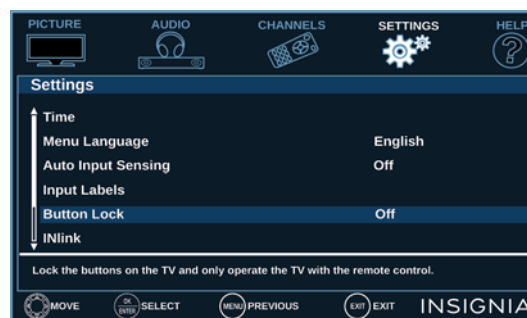 PICTURE AUDIO CHANNELS SETTINGS HELP
?
Settings
Time
Menu Language English
Auto Input Sensing Off
Input Labels
Button Lock Off
INlink
Lock the buttons on the TV and only operate the TV with the remote control.
MOVE OK ENTER SELECT MENU PREVIOUS EXIT EXIT INSIGNIA